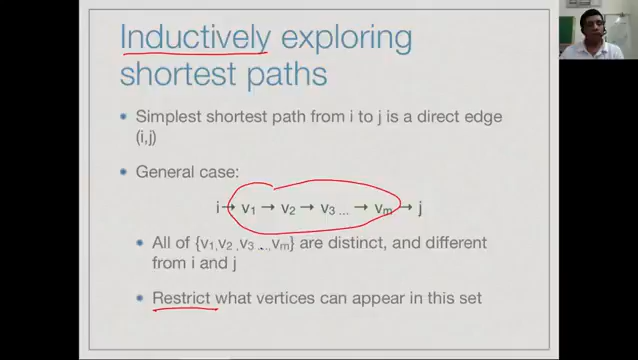 Inductively exploring
shortest paths
Simplest shortest path from i to j is a direct edge
(i,j)
General case:
i → v1 → v2 → v3 ... → vm → j
All of {v1,v2 ,v3 ...,vm} are distinct, and different
from i and j
Restrict what vertices can appear in this set